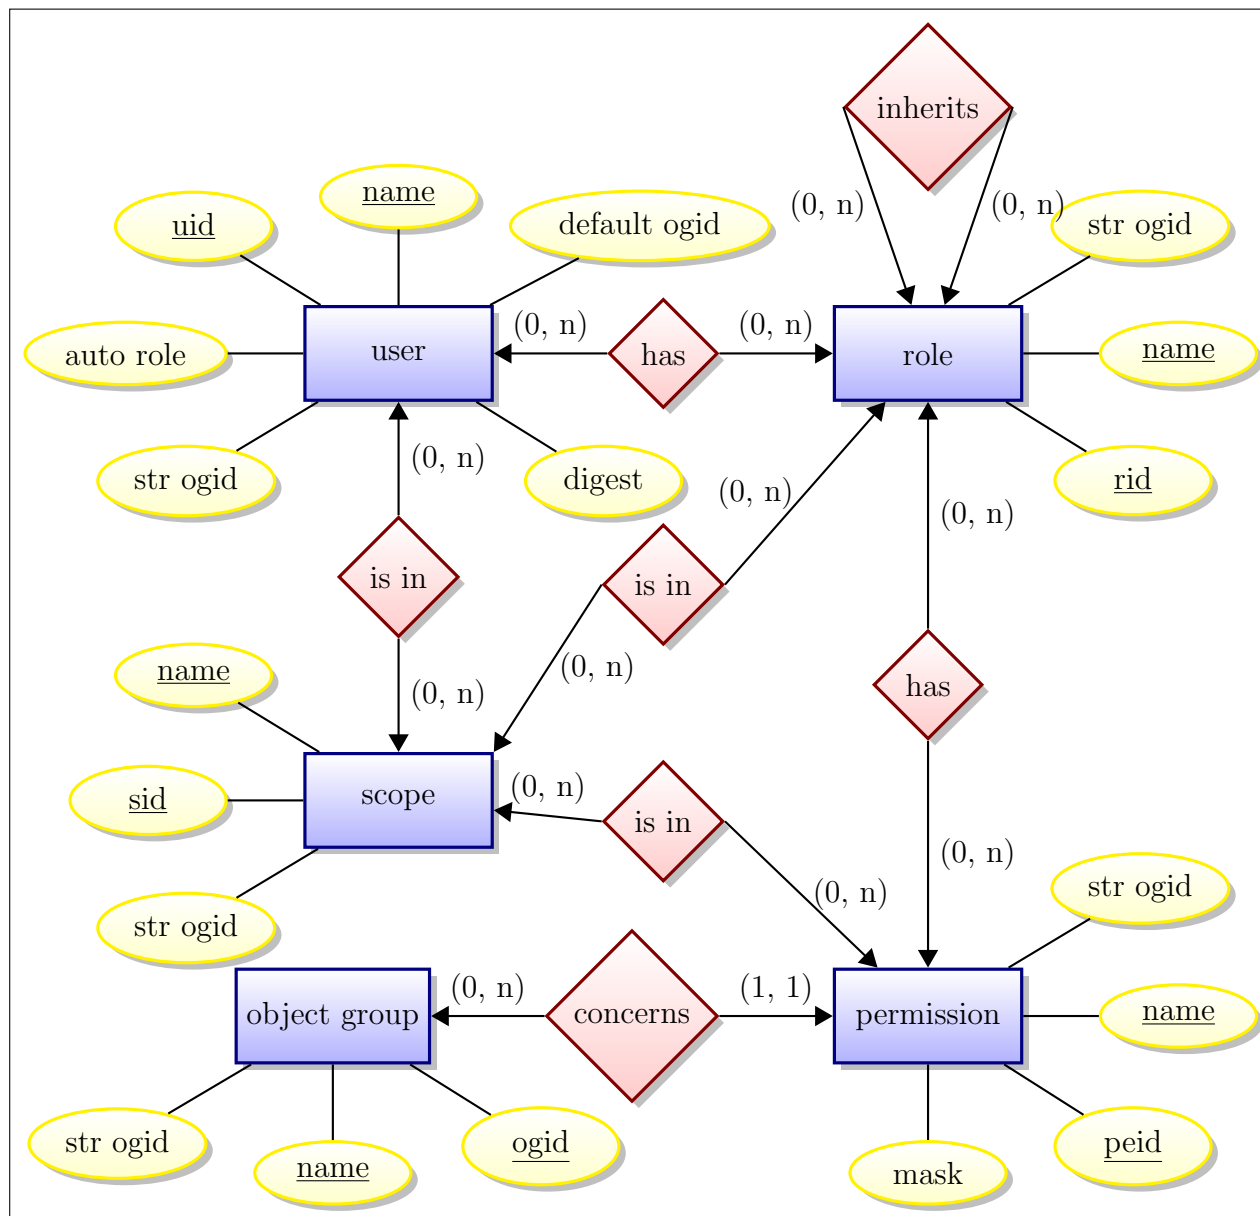 inherits
name
(0, n)
(0, n)
uid
default ogid
str ogid
(0, n)
(0, n)
auto role
user
has
role
name
(0, n)
str ogid
digest
(0, n)
rid
(0, n)
is in
is in
name
(0, n)
(0, n)
has
sid
scope
(0, n)
is in
(0, n)
str ogid
(0, n)
str ogid
(0, n)
(1, 1)
object group
concerns
permission
name
str ogid
ogid
peid
name
mask